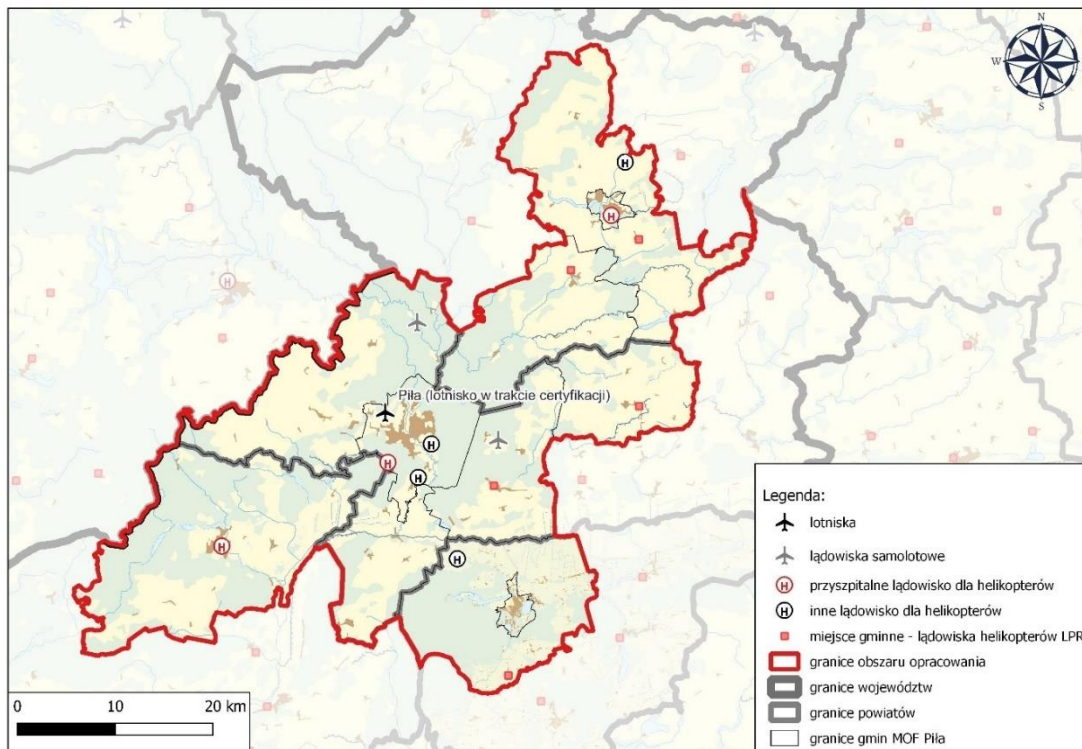 N
W E
S
H
H
H
H
Piła (lotnisko w trakcie certyfikacji)
H
H
H
H
H
Legenda:
lotniska
lądowiska samolotowe
H przyszpitalne lądowisko dla helikopterów
H inne lądowisko dla helikopterów
miejsce gminne - lądowiska helikopterów LPR
granice obszaru opracowania
granice województw
granice powiatów
granice gmin MOF Piła
0 10 20 km